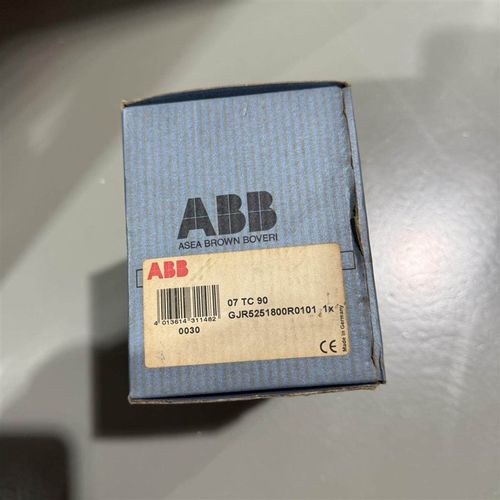 ABB
ASEA BROWN BOVERI
ABB
07 TC 90
GJR5251800R0101 1x
4 013614 311482
0030
CE
Made in Germany